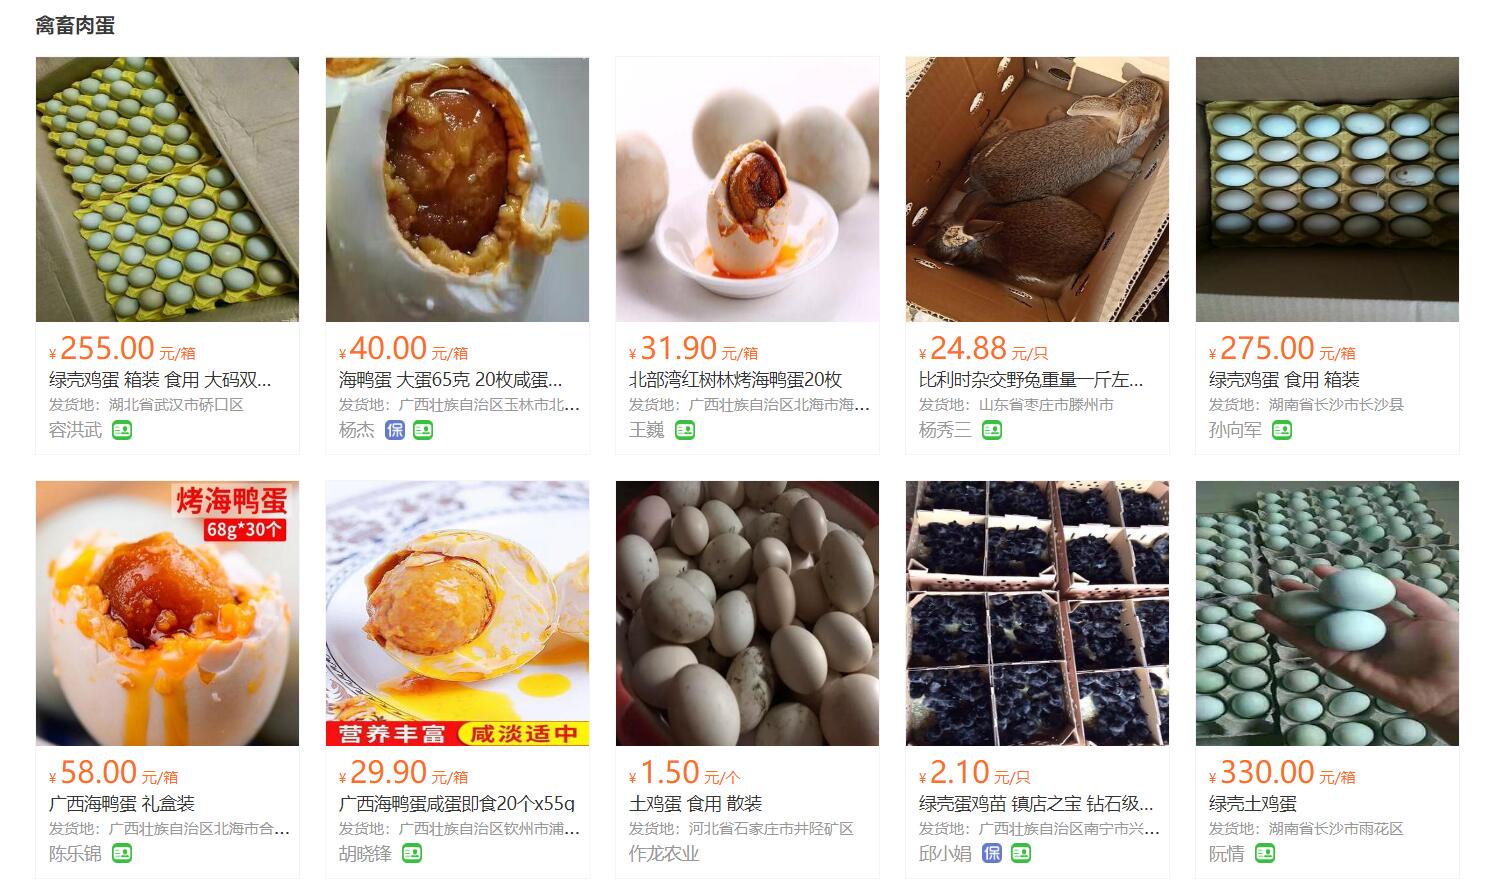 禽畜肉蛋
¥255.00 元/箱
绿壳鸡蛋 箱装 食用 大码双...
发货地：湖北省武汉市硚口区
容洪武
¥40.00 元/箱
海鸭蛋 大蛋65克 20枚咸蛋...
发货地：广西壮族自治区玉林市北...
杨杰 保
¥31.90 元/箱
北部湾红树林烤海鸭蛋20枚
发货地：广西壮族自治区北海市海...
王巍
¥24.88 元/只
比利时杂交野兔重量一斤左...
发货地：山东省枣庄市滕州市
杨秀三
¥275.00 元/箱
绿壳鸡蛋 食用 箱装
发货地：湖南省长沙市长沙县
孙向军
烤海鸭蛋
68g*30个
¥58.00 元/箱
广西海鸭蛋 礼盒装
发货地：广西壮族自治区北海市合...
陈乐锦
营养丰富 咸淡适中
¥29.90 元/箱
广西海鸭蛋咸蛋即食20个x55g
发货地：广西壮族自治区钦州市浦...
胡晓锋
¥1.50 元/个
土鸡蛋 食用 散装
发货地：河北省石家庄市井陉矿区
作龙农业
¥2.10 元/只
绿壳蛋鸡苗 镇店之宝 钻石级...
发货地：广西壮族自治区南宁市兴...
邱小娟 保
¥330.00 元/箱
绿壳土鸡蛋
发货地：湖南省长沙市雨花区
阮情